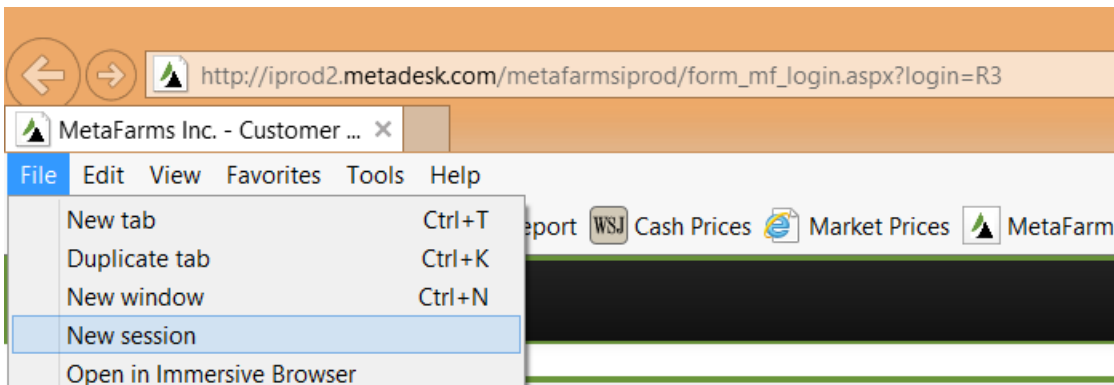 http://iprod2.metadesk.com/metafarmsiprod/form_mf_login.aspx?login=R3
MetaFarms Inc. - Customer ... ×
File Edit View Favorites Tools Help
New tab Ctrl+T
eport WSJ Cash Prices Market Prices MetaFarm
Duplicate tab Ctrl+K
New window Ctrl+N
New session
Open in Immersive Browser